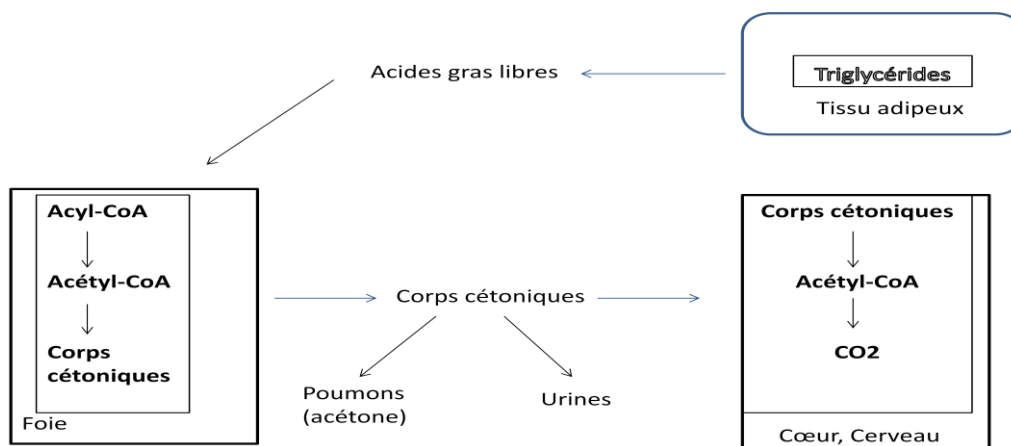 Acides gras libres
Triglycérides
Tissu adipeux
Acyl-CoA
Acétyl-CoA
Corps
cétoniques
Foie
Corps cétoniques
Poumons
(acétone)
Urines
Corps cétoniques
Acétyl-CoA
CO2
Cœur, Cerveau